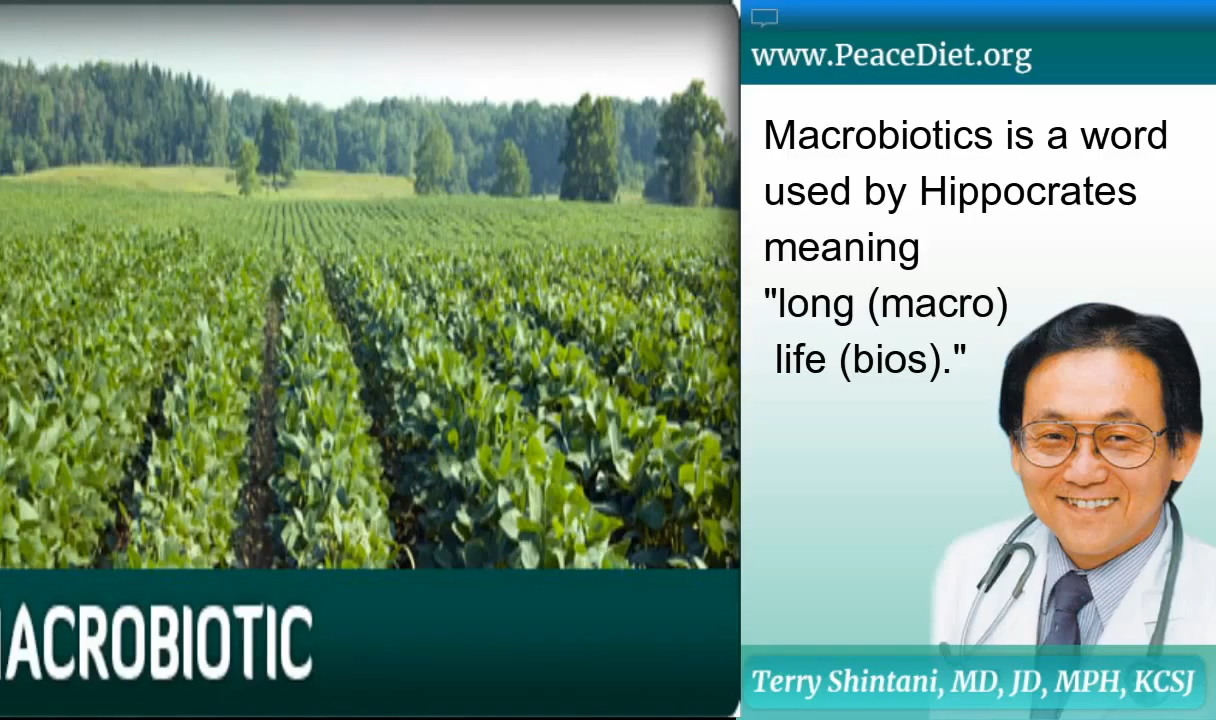 www.PeaceDiet.org
Macrobiotics is a word
used by Hippocrates
meaning
"long (macro)
life (bios)."
ACROBIOTIC
Terry Shintani, MD, JD, MPH, KCSJ